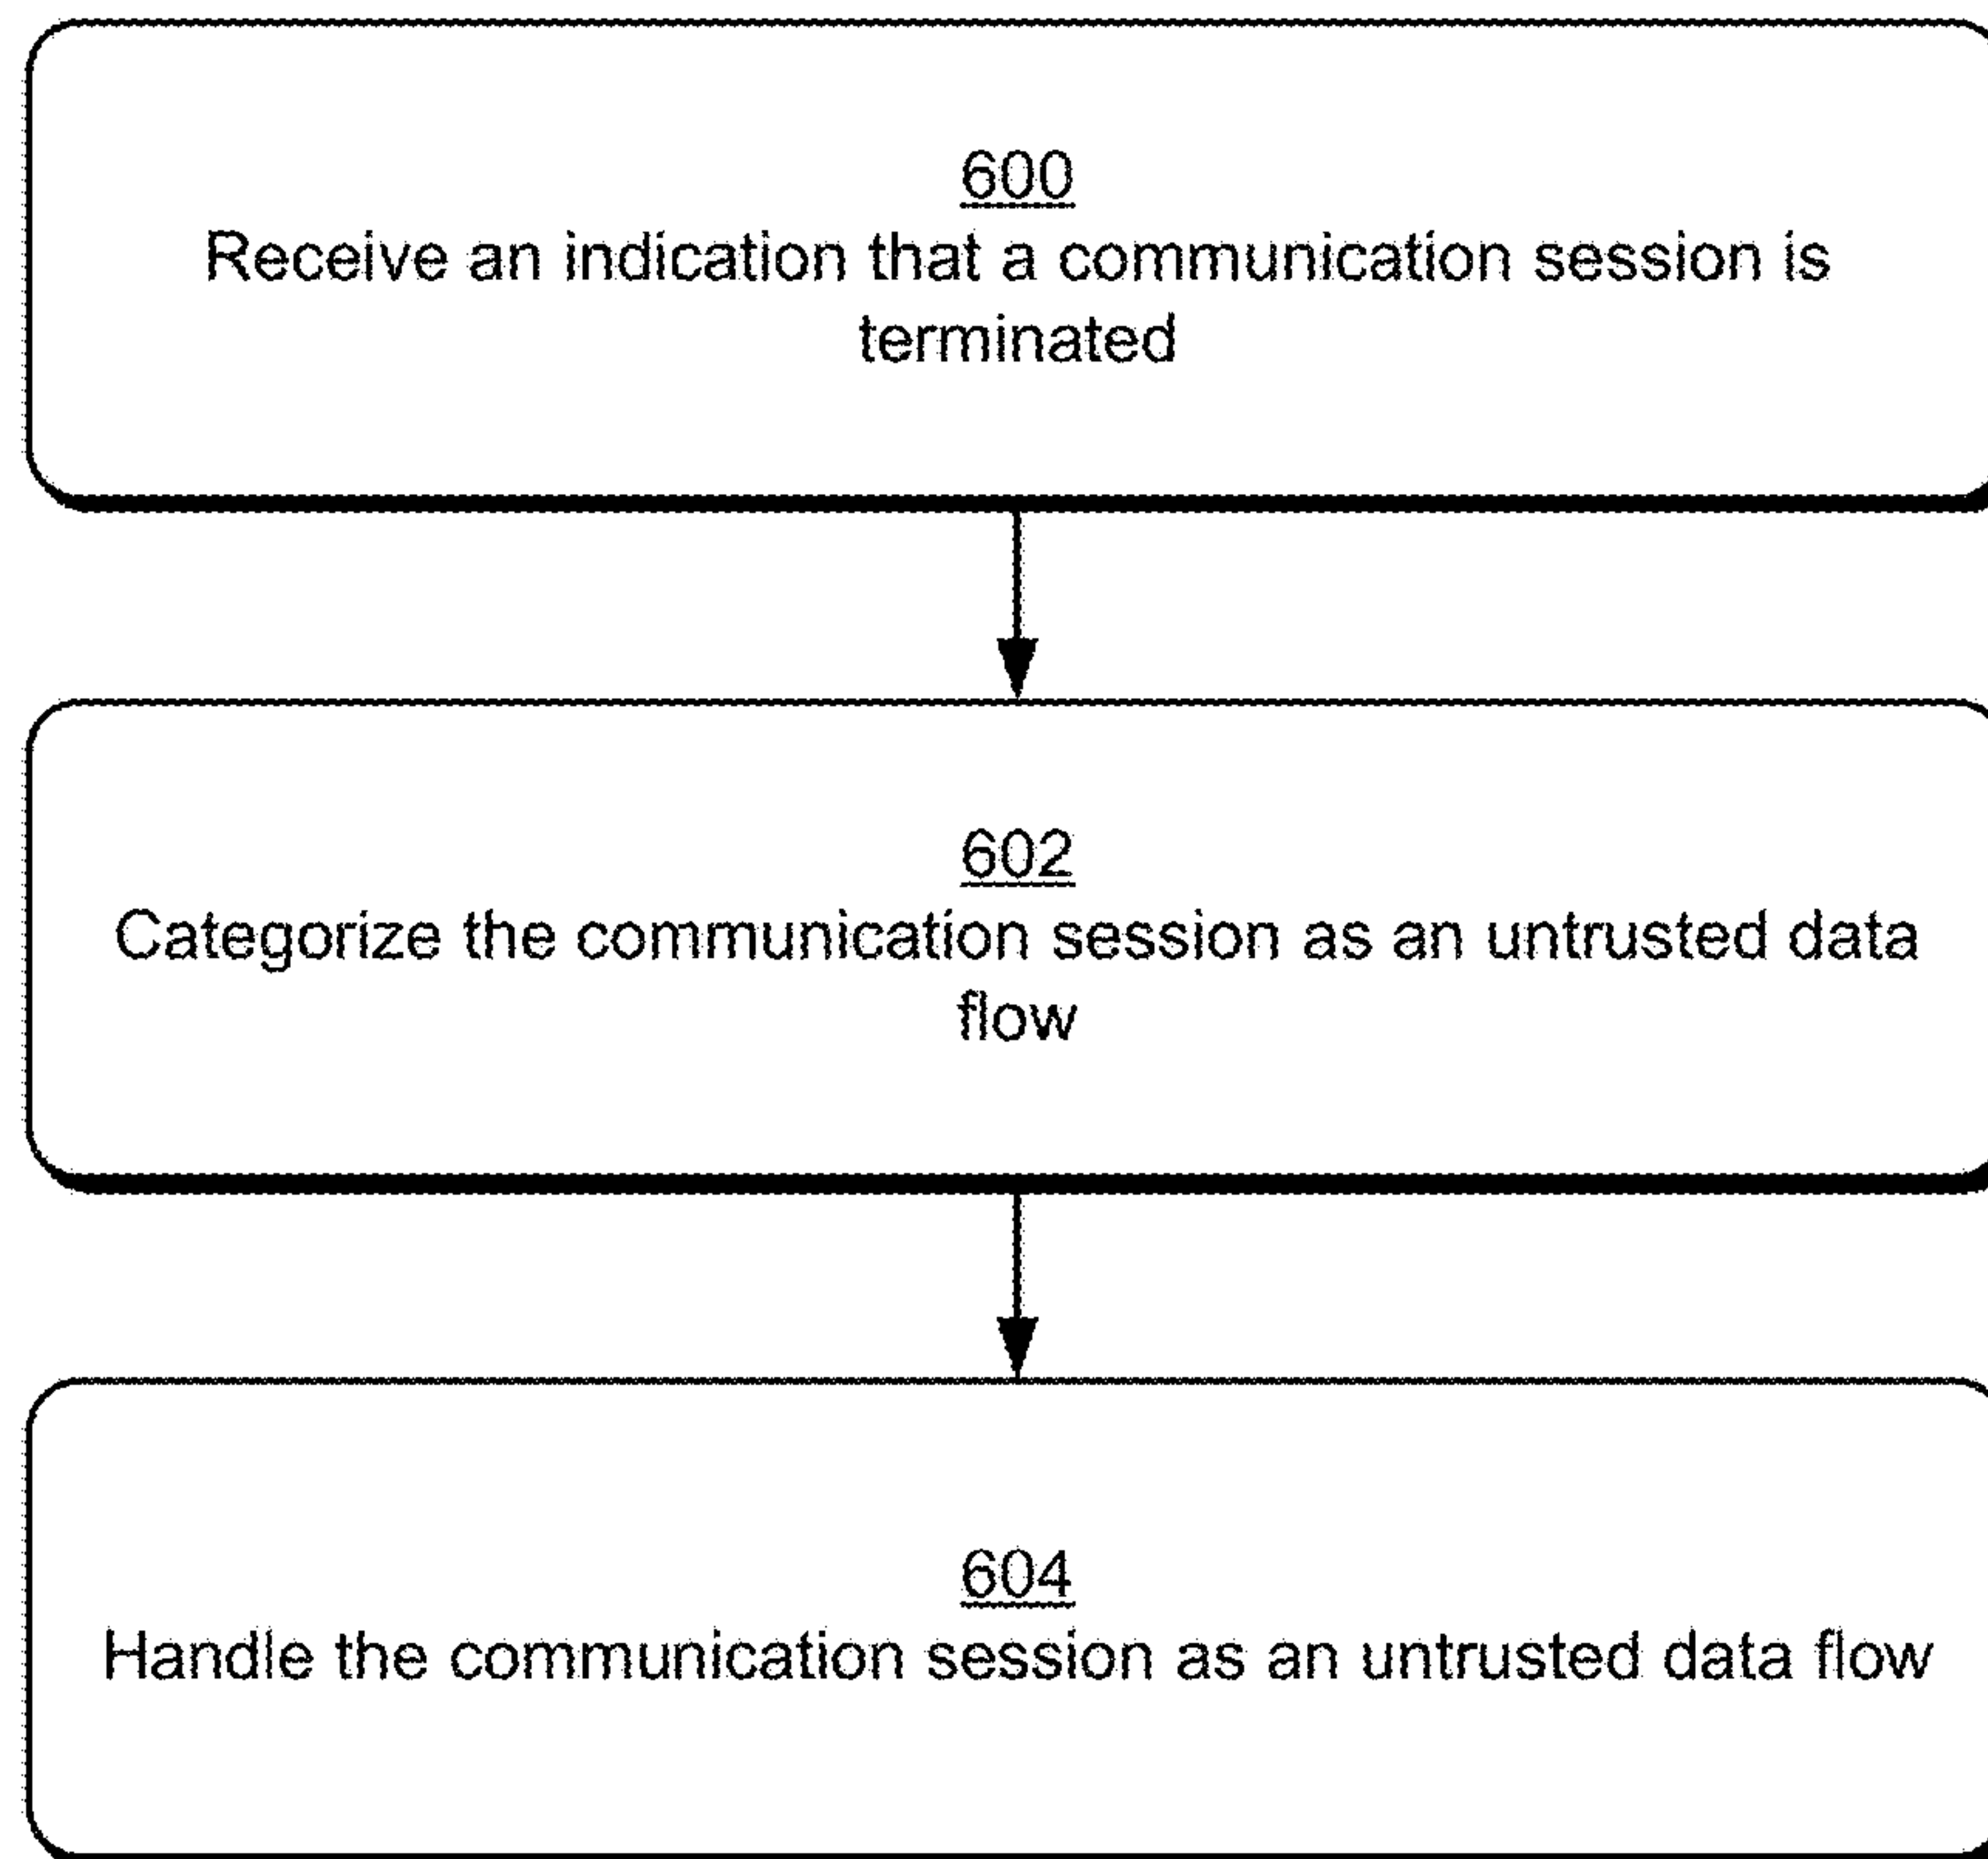 600
Receive an indication that a communication session is
terminated
602
Categorize the communication session as an untrusted data
flow
604
Handle the communication session as an untrusted data flow